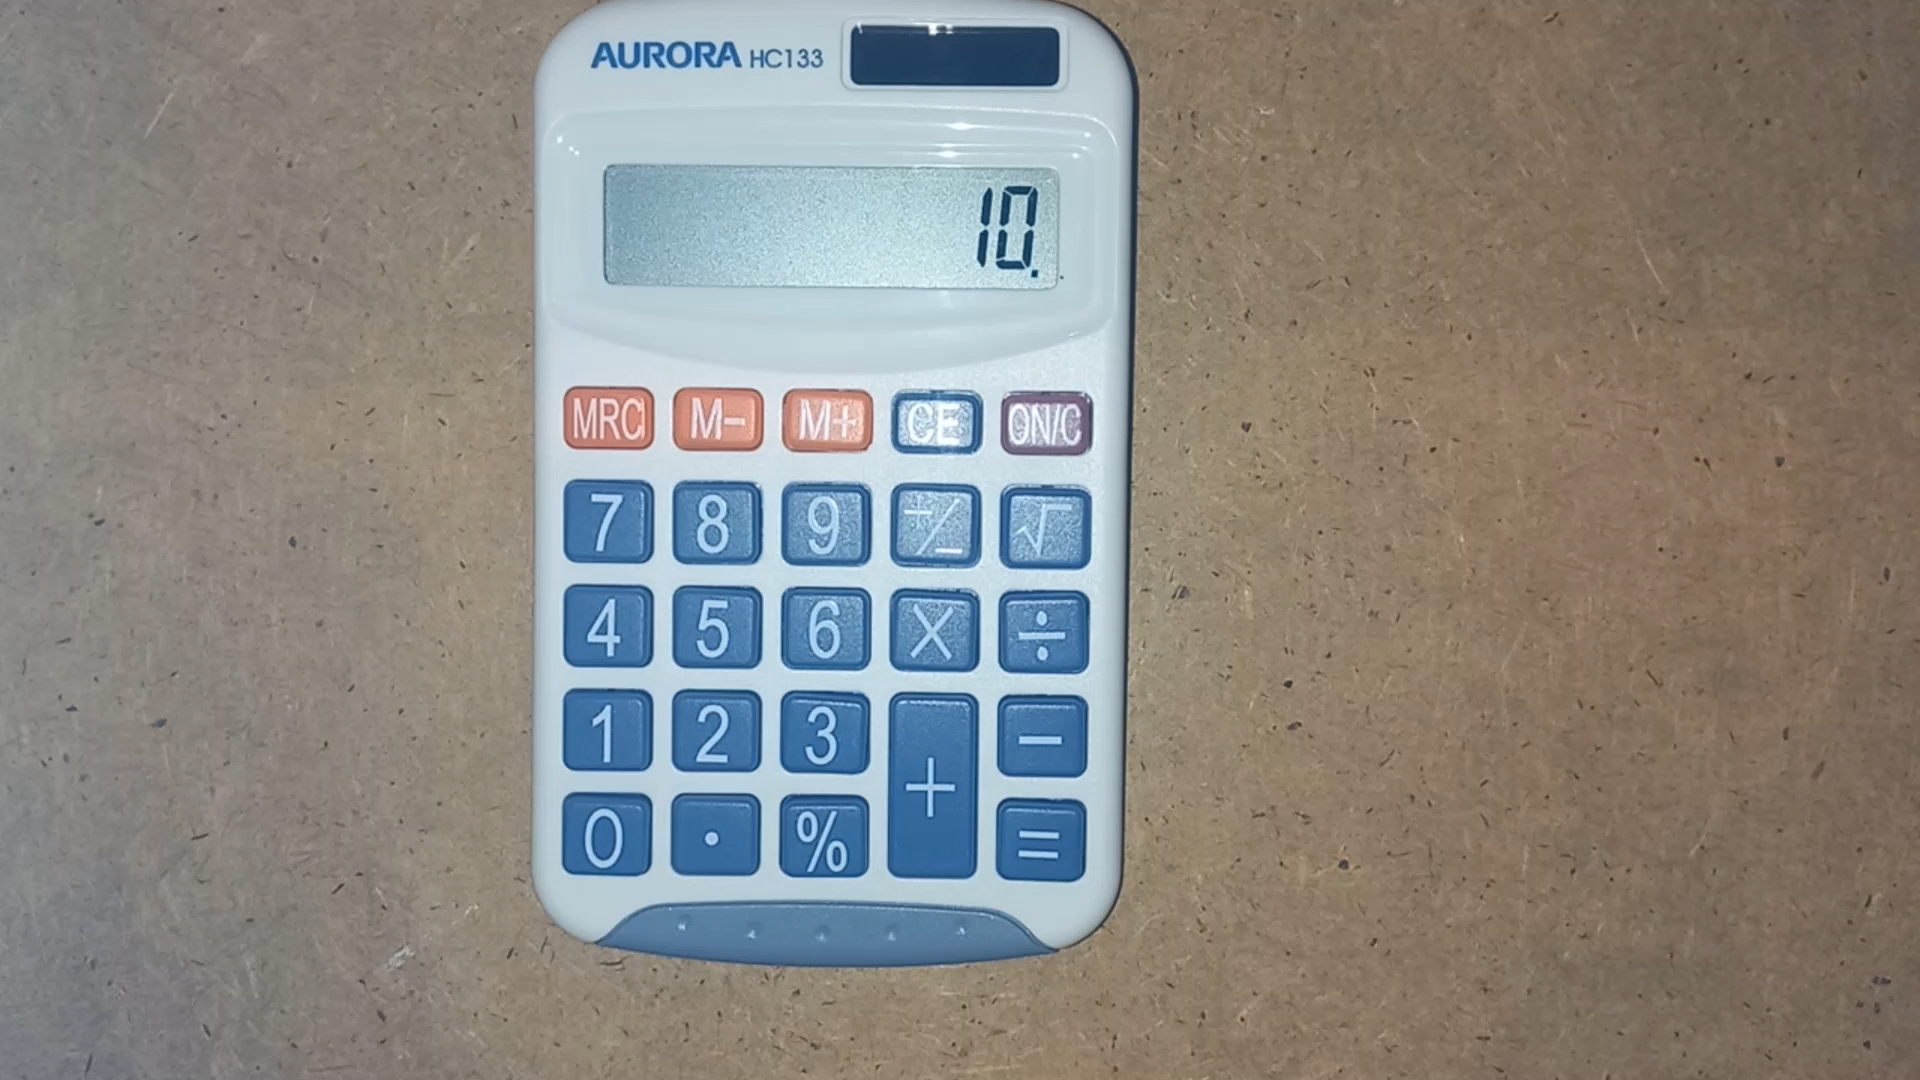 AURORA HC133
10.
MRC M- M+ CE ON/C
7 8 9 +/- √
4 5 6 X ÷
1 2 3 + -
0 . % =